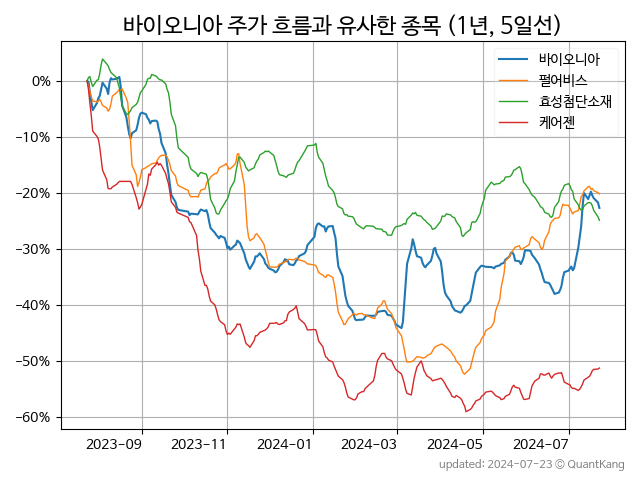 바이오니아 주가 흐름과 유사한 종목 (1년, 5일선)
바이오니아
펄어비스
효성첨단소재
케어젠
0%
−10%
−20%
−30%
−40%
−50%
−60%
2023-09
2023-11
2024-01
2024-03
2024-05
2024-07
updated: 2024-07-23 © QuantKang